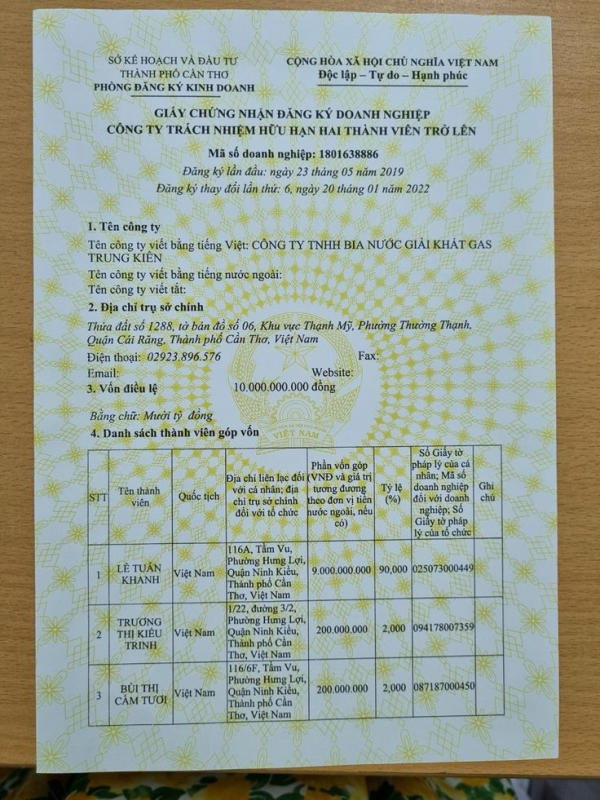 SỞ KẾ HOẠCH VÀ ĐẦU TƯ
THÀNH PHỐ CẦN THƠ
PHÒNG ĐĂNG KÝ KINH DOANH
CỘNG HÒA XÃ HỘI CHỦ NGHĨA VIỆT NAM
Độc lập – Tự do – Hạnh phúc
GIẤY CHỨNG NHẬN ĐĂNG KÝ DOANH NGHIỆP
CÔNG TY TRÁCH NHIỆM HỮU HẠN HAI THÀNH VIÊN TRỞ LÊN
Mã số doanh nghiệp: 1801638886
Đăng ký lần đầu: ngày 23 tháng 05 năm 2019
Đăng ký thay đổi lần thứ: 6, ngày 20 tháng 01 năm 2022
1. Tên công ty
Tên công ty viết bằng tiếng Việt: CÔNG TY TNHH BIA NƯỚC GIẢI KHÁT GAS
TRUNG KIÊN
Tên công ty viết bằng tiếng nước ngoài:
Tên công ty viết tắt:
2. Địa chỉ trụ sở chính
Thửa đất số 1288, tờ bản đồ số 06, Khu vực Thạnh Mỹ, Phường Thường Thạnh,
Quận Cái Răng, Thành phố Cần Thơ, Việt Nam
Điện thoại: 02923.896.576 Fax:
Email: Website:
3. Vốn điều lệ 10.000.000.000 đồng
Bằng chữ: Mười tỷ đồng
VIỆT NAM
4. Danh sách thành viên góp vốn
STT
Tên thành
viên
Quốc tịch
Địa chỉ liên lạc đối
với cá nhân; địa
chỉ trụ sở chính
đối với tổ chức
Phần vốn góp
(VNĐ và giá trị
tương đương
theo đơn vị tiền
nước ngoài, nếu
có)
Tỷ lệ
(%)
Số Giấy tờ
pháp lý của cá
nhân; Mã số
doanh nghiệp
đối với doanh
nghiệp; Số
Giấy tờ pháp
lý của tổ chức
Ghi
chú
1
LÊ TUẤN
KHANH
Việt Nam
116A, Tầm Vu,
Phường Hưng Lợi,
Quận Ninh Kiều,
Thành phố Cần
Thơ, Việt Nam
9.000.000.000
90,000
025073000449
2
TRƯƠNG
THỊ KIỀU
TRINH
Việt Nam
1/22, đường 3/2,
Phường Hưng Lợi,
Quận Ninh Kiều,
Thành phố Cần
Thơ, Việt Nam
200.000.000
2,000
094178007359
3
BÙI THỊ
CẨM TƯƠI
Việt Nam
116/6F, Tầm Vu,
Phường Hưng Lợi,
Quận Ninh Kiều,
Thành phố Cần
Thơ, Việt Nam
200.000.000
2,000
087187000450